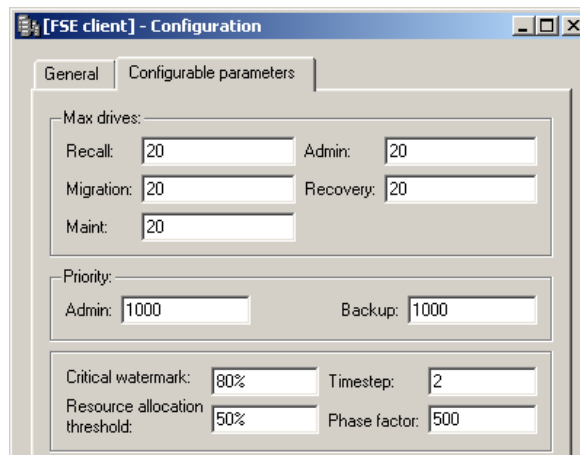 [FSE client] - Configuration
General Configurable parameters
Max drives:
Recall: 20 Admin: 20
Migration: 20 Recovery: 20
Maint: 20
Priority:
Admin: 1000 Backup: 1000
Critical watermark: 80% Timestep: 2
Resource allocation
threshold: 50% Phase factor: 500